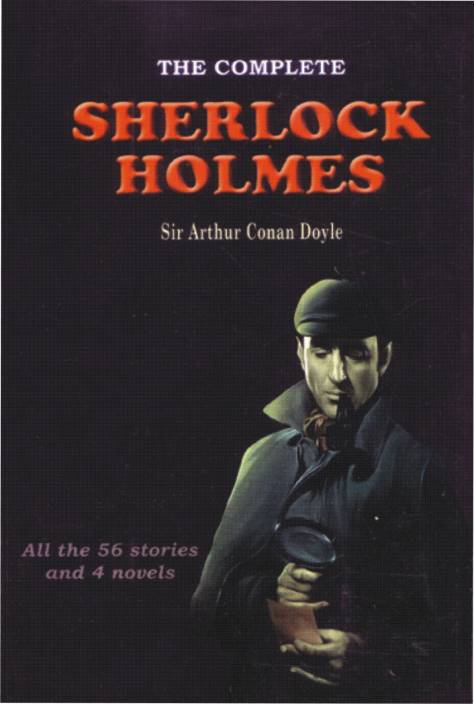 THE COMPLETE
SHERLOCK
HOLMES
Sir Arthur Conan Doyle
All the 56 stories
and 4 novels